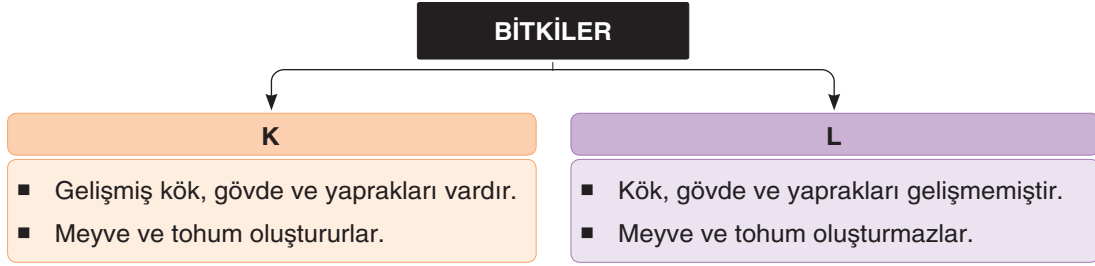 BİTKİLER
K
■ Gelişmiş kök, gövde ve yaprakları vardır.
■ Meyve ve tohum oluştururlar.
L
■ Kök, gövde ve yaprakları gelişmemiştir.
■ Meyve ve tohum oluşturmazlar.